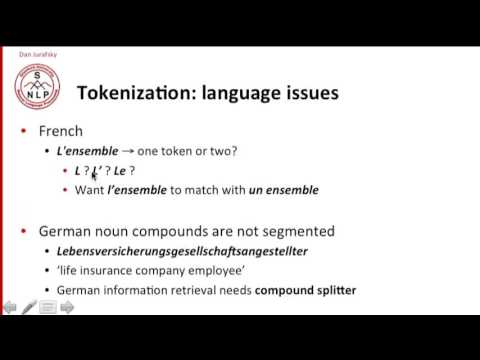 Dan Jurafsky
S
NLP
Tokenization: language issues
• French
• L'ensemble → one token or two?
• L ? L' ? Le ?
• Want l'ensemble to match with un ensemble
• German noun compounds are not segmented
• Lebensversicherungsgesellschaftsangestellter
• 'life insurance company employee'
• German information retrieval needs compound splitter